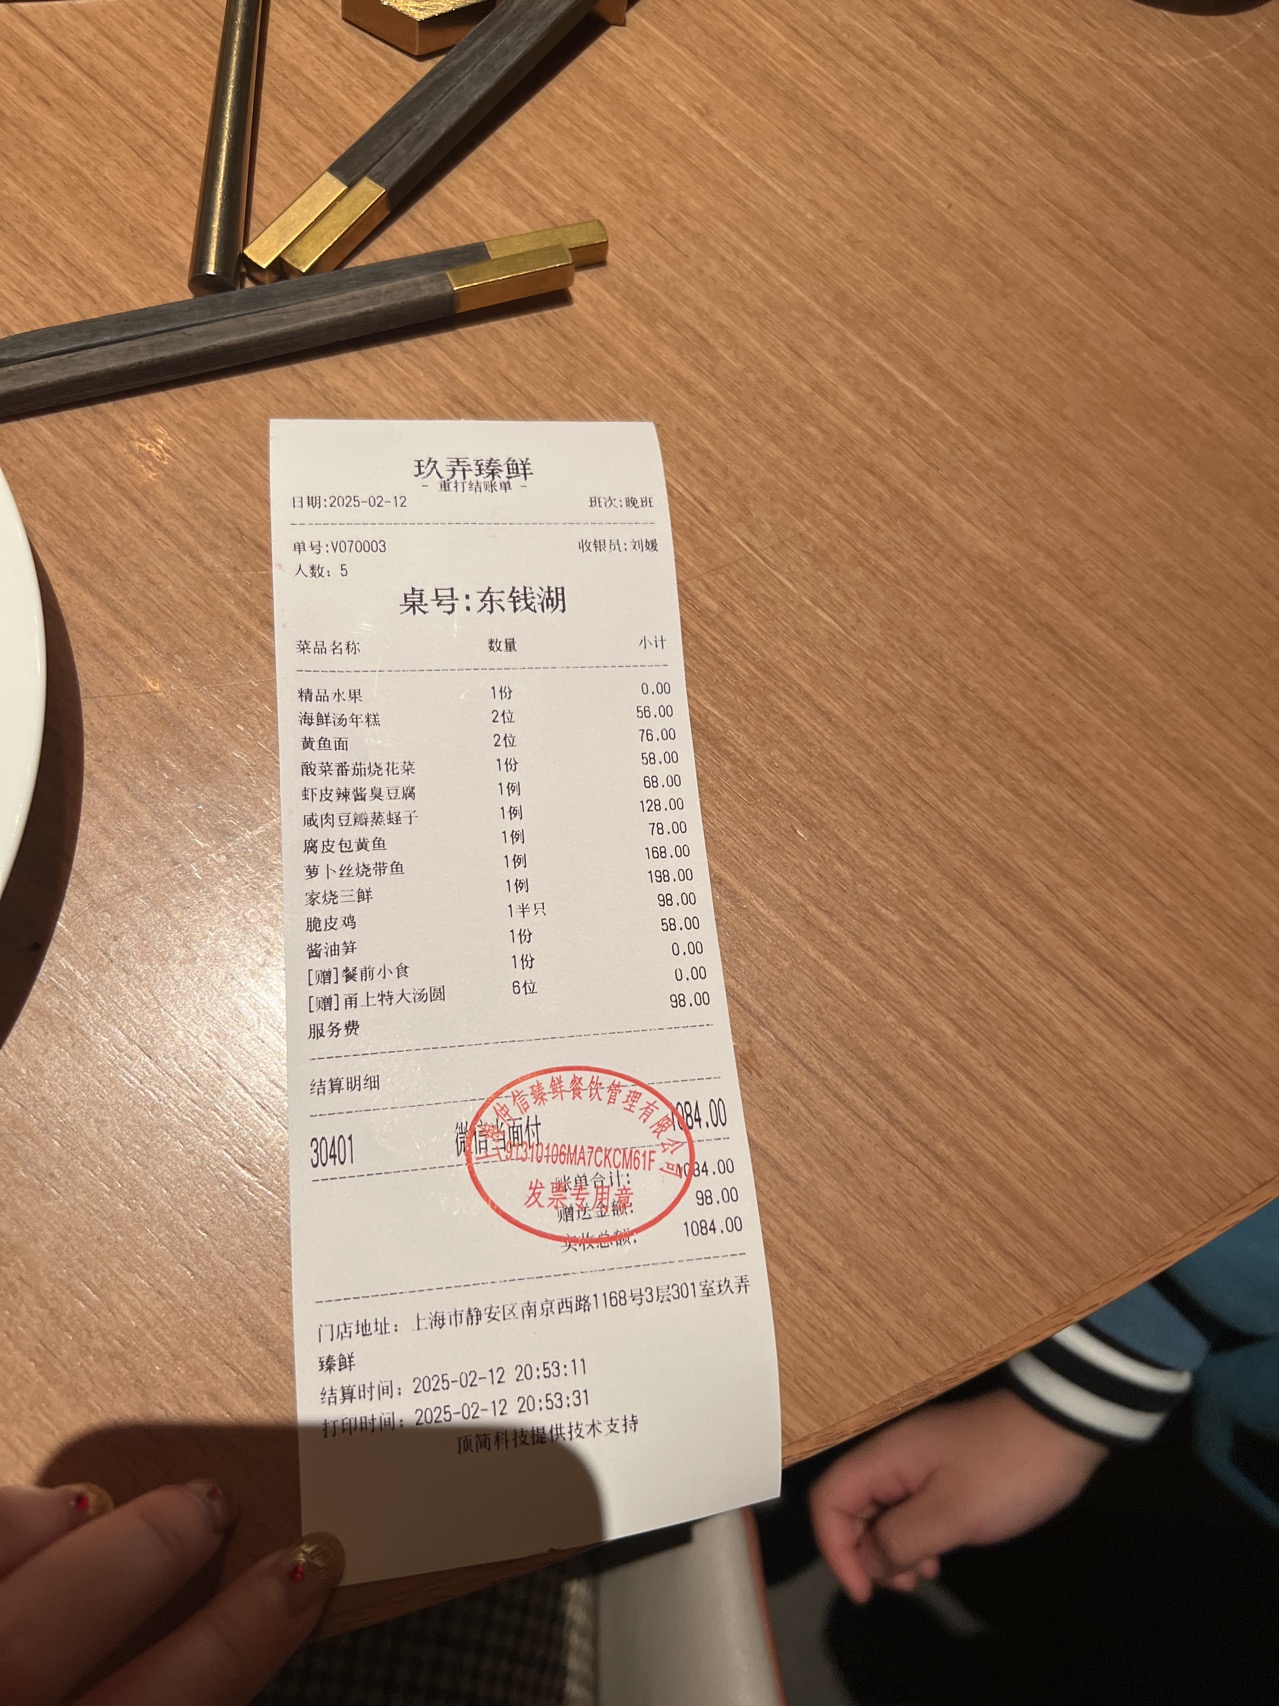 玖弄臻鲜
- 重打结账单 -
日期:2025-02-12 班次:晚班
单号:V070003 收银员:刘媛
人数: 5
桌号:东钱湖
菜品名称 数量 小计
精品水果 1份 0.00
海鲜汤年糕 2位 56.00
黄鱼面 2位 76.00
酸菜番茄烧花菜 1份 58.00
虾皮辣酱臭豆腐 1例 68.00
咸肉豆瓣蒸蛏子 1例 128.00
腐皮包黄鱼 1例 78.00
萝卜丝烧带鱼 1例 168.00
家烧三鲜 1例 198.00
脆皮鸡 1半只 98.00
酱油笋 1份 58.00
[赠]餐前小食 1份 0.00
[赠]甬上特大汤圆 6位 0.00
服务费 98.00
结算明细
30401 微信当面付 1084.00
账单合计: 1084.00
赠送金额: 98.00
实收总额: 1084.00
信臻鲜餐饮管理有限公司
91310106MA7CKCM61F
发票专用章
门店地址: 上海市静安区南京西路1168号3层301室玖弄
臻鲜
结算时间: 2025-02-12 20:53:11
打印时间: 2025-02-12 20:53:31
顶简科技提供技术支持